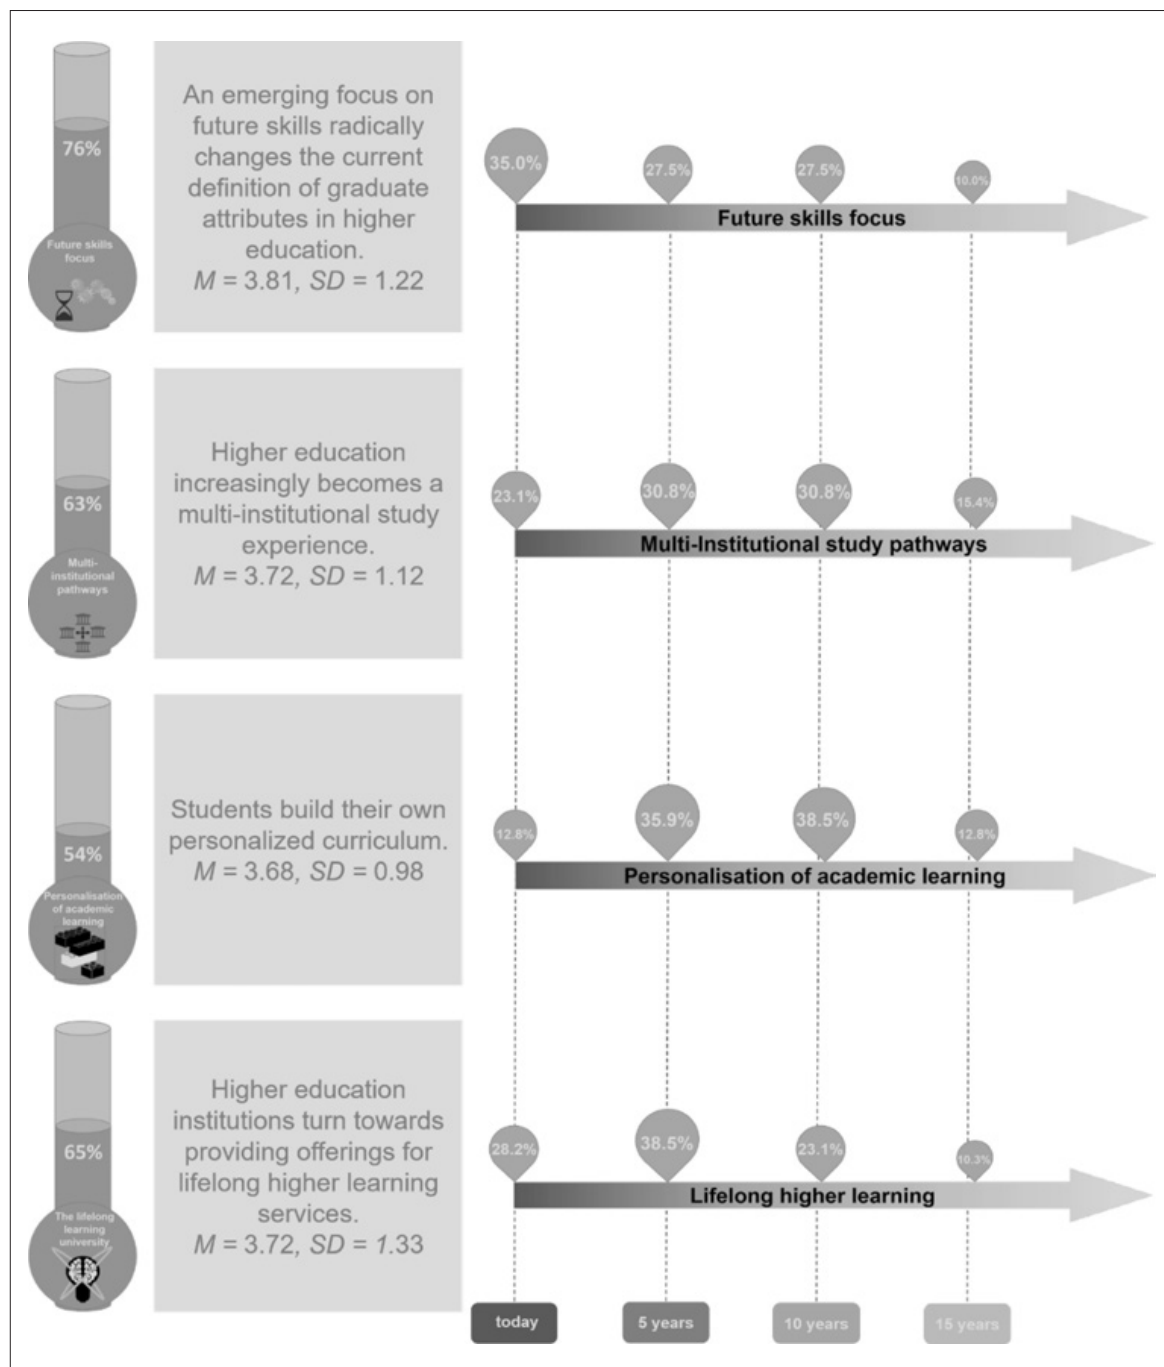 76%
Future skills
focus
An emerging focus on
future skills radically
changes the current
definition of graduate
attributes in higher
education.
M = 3.81, SD = 1.22
35.0%
27.5%
27.5%
10.0%
Future skills focus
63%
Multi-
institutional
pathways
Higher education
increasingly becomes a
multi-institutional study
experience.
M = 3.72, SD = 1.12
23.1%
30.8%
30.8%
15.4%
Multi-Institutional study pathways
54%
Personalisation
of academic
learning
Students build their own
personalized curriculum.
M = 3.68, SD = 0.98
12.8%
35.9%
38.5%
12.8%
Personalisation of academic learning
65%
The lifelong
learning
university
Higher education
institutions turn towards
providing offerings for
lifelong higher learning
services.
M = 3.72, SD = 1.33
28.2%
38.5%
23.1%
10.3%
Lifelong higher learning
today
5 years
10 years
15 years